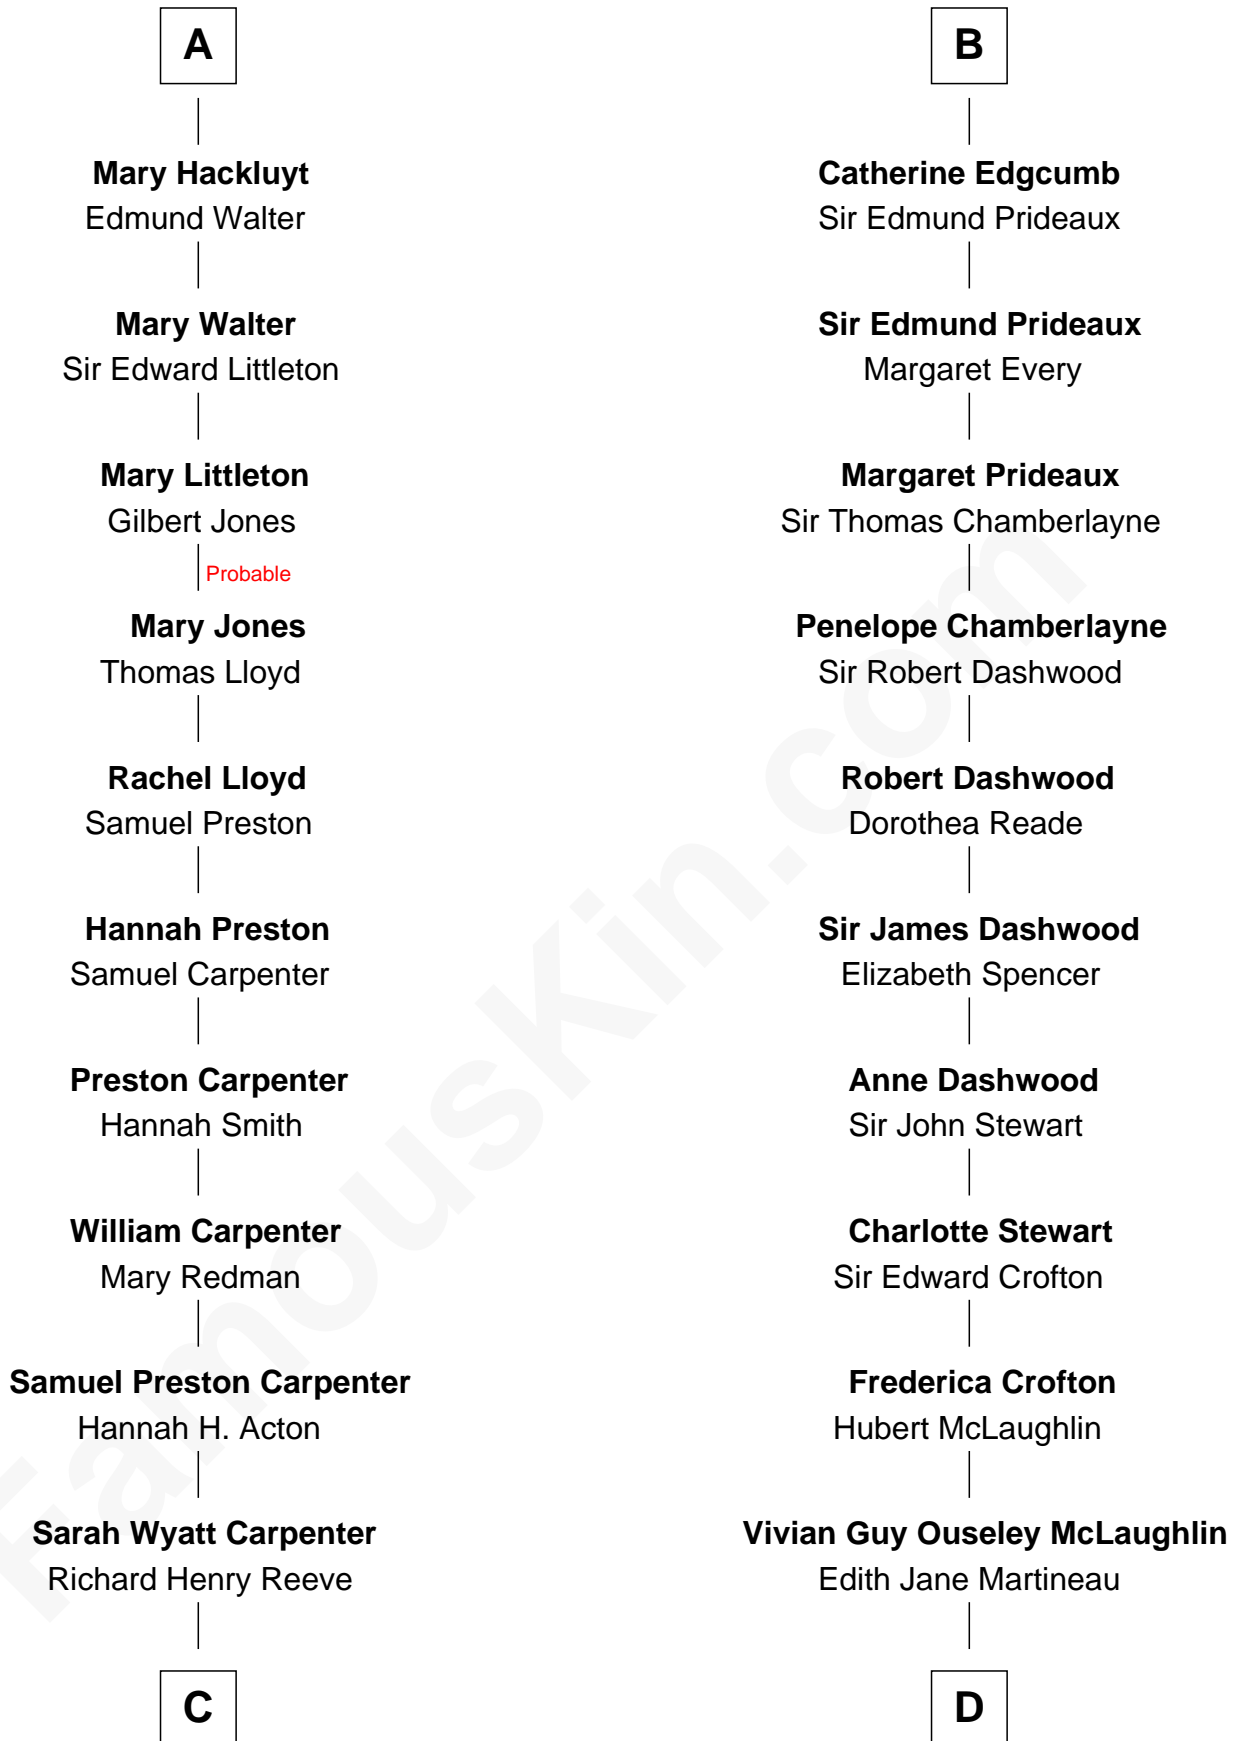 A
Mary Hackluyt
Edmund Walter
Mary Walter
Sir Edward Littleton
Mary Littleton
Gilbert Jones
Probable
Mary Jones
Thomas Lloyd
Rachel Lloyd
Samuel Preston
Hannah Preston
Samuel Carpenter
Preston Carpenter
Hannah Smith
William Carpenter
Mary Redman
Samuel Preston Carpenter
Hannah H. Acton
Sarah Wyatt Carpenter
Richard Henry Reeve
C
B
Catherine Edgcumb
Sir Edmund Prideaux
Sir Edmund Prideaux
Margaret Every
Margaret Prideaux
Sir Thomas Chamberlayne
Penelope Chamberlayne
Sir Robert Dashwood
Robert Dashwood
Dorothea Reade
Sir James Dashwood
Elizabeth Spencer
Anne Dashwood
Sir John Stewart
Charlotte Stewart
Sir Edward Crofton
Frederica Crofton
Hubert McLaughlin
Vivian Guy Ouseley McLaughlin
Edith Jane Martineau
D
FamousKin.com